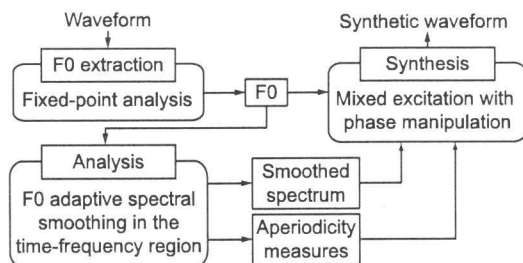 Waveform
Synthetic waveform
F0 extraction
Fixed-point analysis
F0
Synthesis
Mixed excitation with
phase manipulation
Analysis
F0 adaptive spectral
smoothing in the
time-frequency region
Smoothed
spectrum
Aperiodicity
measures